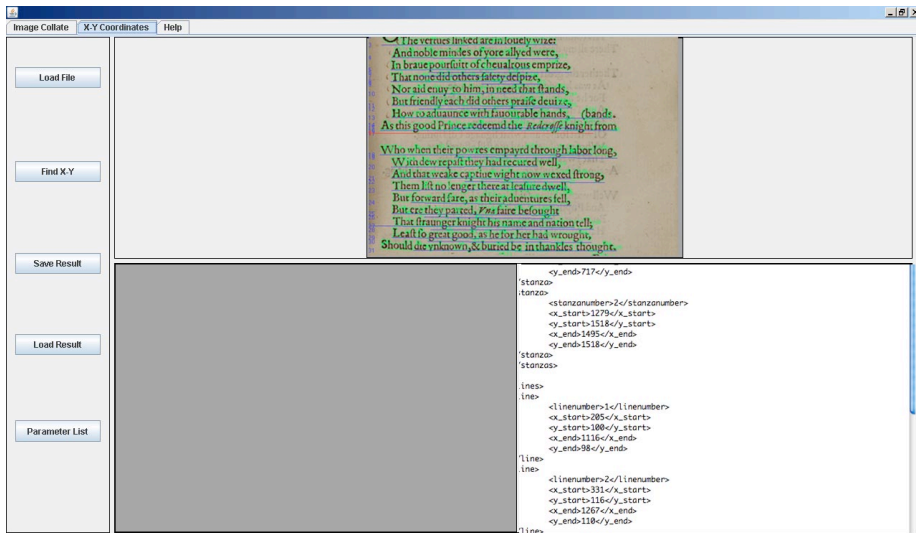 Image Collate
X-Y Coordinates
Help
Load File
Find X-Y
Save Result
Load Result
Parameter List
The vertues linked are in louely wize:
And noble mindes of yore allyed were,
In braue poursuitt of cheualrous emprize,
That none did others safety despize,
Nor aid enuy to him, in need that stands,
But friendly each did others praise deuize,
How to aduaunce with fauourable hands, (bands.
As this good Prince redeemd the Redcrosse knight from
Who when their powres empayrd through labor long,
With dew repast they had recured well,
And that weake captiue wight now wexed strong,
Them list no lenger there at leasure dwell,
But forward fare, as their aduentures fell,
But ere they parted, Vna faire besought
That straunger knight his name and nation tell;
Least so great good, as he for her had wrought,
Should die vnknown, & buried be in thankles thought.
<y_end>717</y_end>
/stanza>
stanza>
<stanzanumber>2</stanzanumber>
<x_start>1279</x_start>
<y_start>1518</y_start>
<x_end>1495</x_end>
<y_end>1518</y_end>
/stanza>
/stanzas>
ines>
ine>
<linenumber>1</linenumber>
<x_start>205</x_start>
<y_start>100</y_start>
<x_end>1116</x_end>
<y_end>98</y_end>
/line>
ine>
<linenumber>2</linenumber>
<x_start>331</x_start>
<y_start>116</y_start>
<x_end>1267</x_end>
<y_end>110</y_end>
/line>